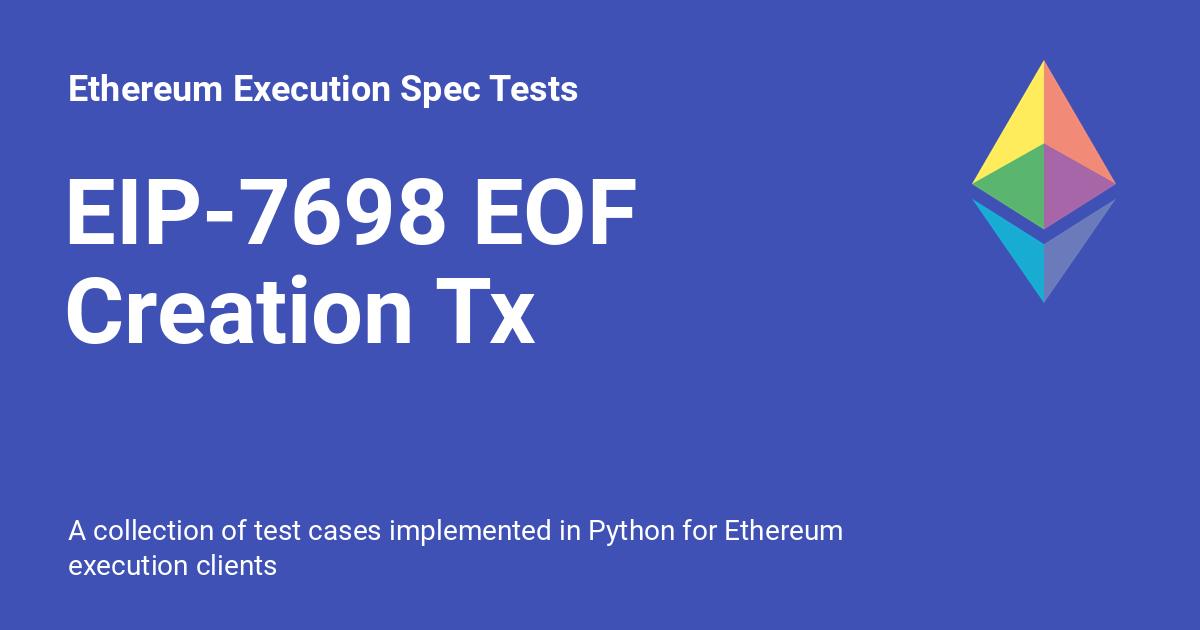 Ethereum Execution Spec Tests
EIP-7698 EOF
Creation Tx
A collection of test cases implemented in Python for Ethereum
execution clients